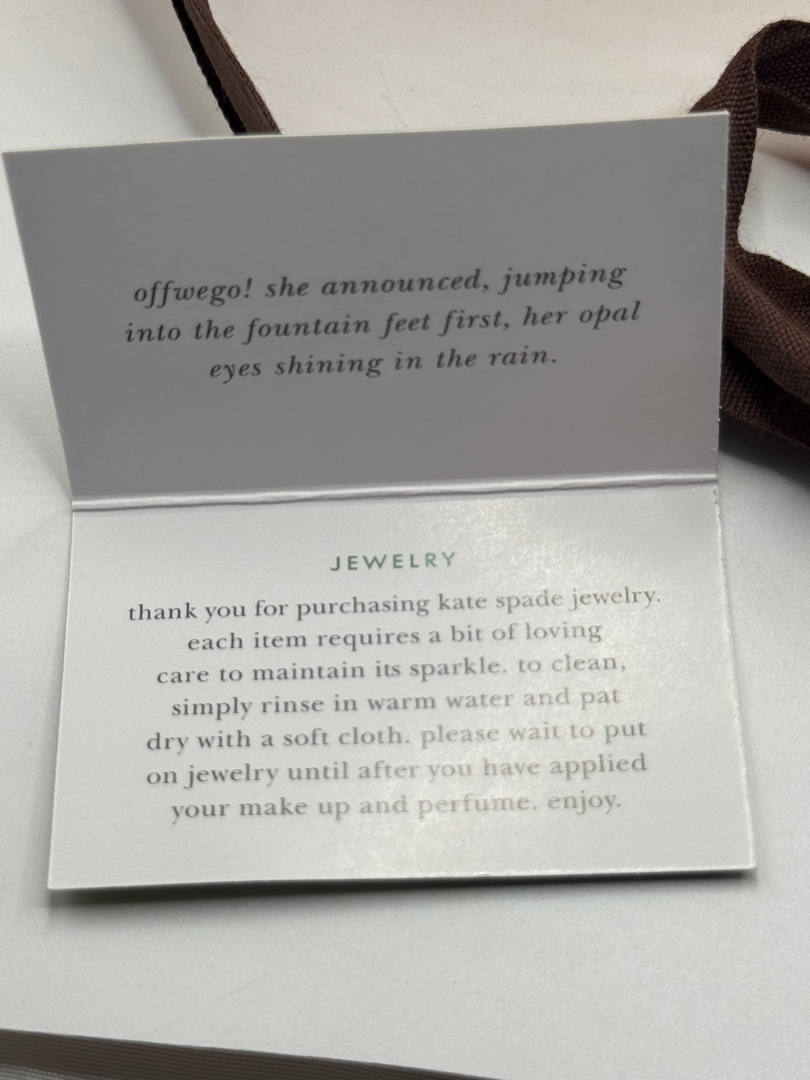 offwego! she announced, jumping
into the fountain feet first, her opal
eyes shining in the rain.
JEWELRY
thank you for purchasing kate spade jewelry.
each item requires a bit of loving
care to maintain its sparkle. to clean,
simply rinse in warm water and pat
dry with a soft cloth. please wait to put
on jewelry until after you have applied
your make up and perfume. enjoy.